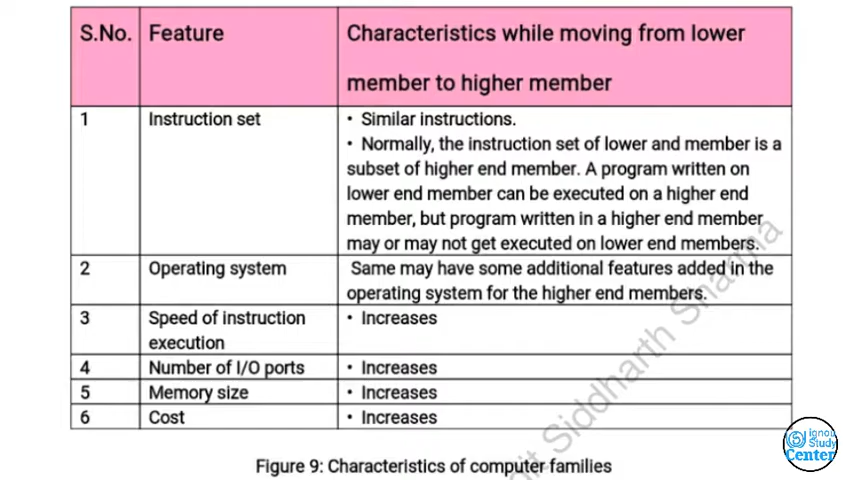 S.No. Feature Characteristics while moving from lower
member to higher member
1 Instruction set • Similar instructions.
• Normally, the instruction set of lower and member is a
subset of higher end member. A program written on
lower end member can be executed on a higher end
member, but program written in a higher end member
may or may not get executed on lower end members.
2 Operating system Same may have some additional features added in the
operating system for the higher end members.
3 Speed of instruction • Increases
execution
4 Number of I/O ports • Increases
5 Memory size • Increases
6 Cost • Increases
Figure 9: Characteristics of computer families
Siddharth Sharma
ignou
Study
Center